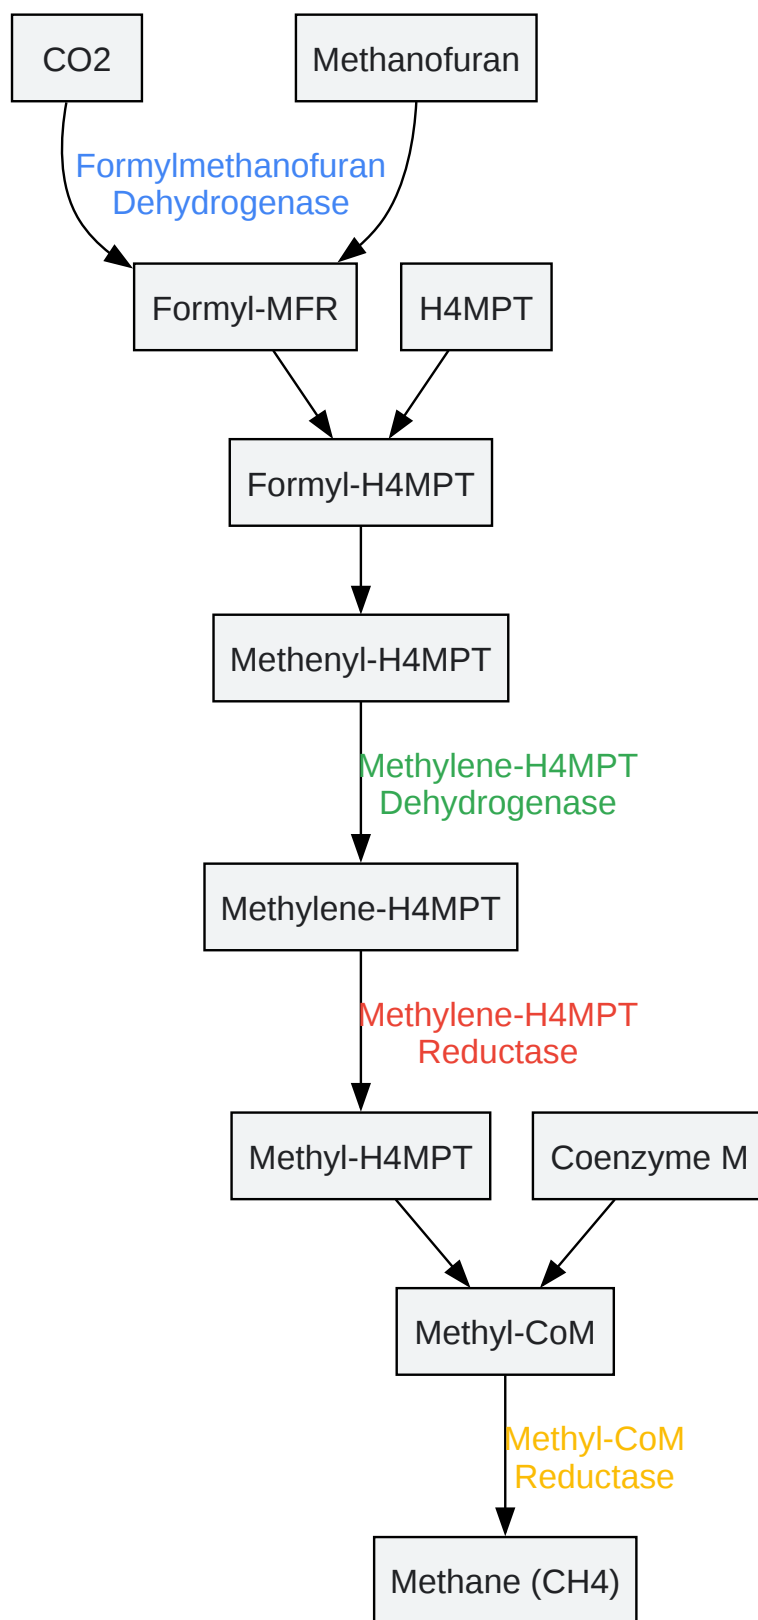 CO2
Methanofuran
Formylmethanofuran
Dehydrogenase
Formyl-MFR
H4MPT
Formyl-H4MPT
Methenyl-H4MPT
Methylene-H4MPT
Dehydrogenase
Methylene-H4MPT
Methylene-H4MPT
Reductase
Methyl-H4MPT
Coenzyme M
Methyl-CoM
Methyl-CoM
Reductase
Methane (CH4)